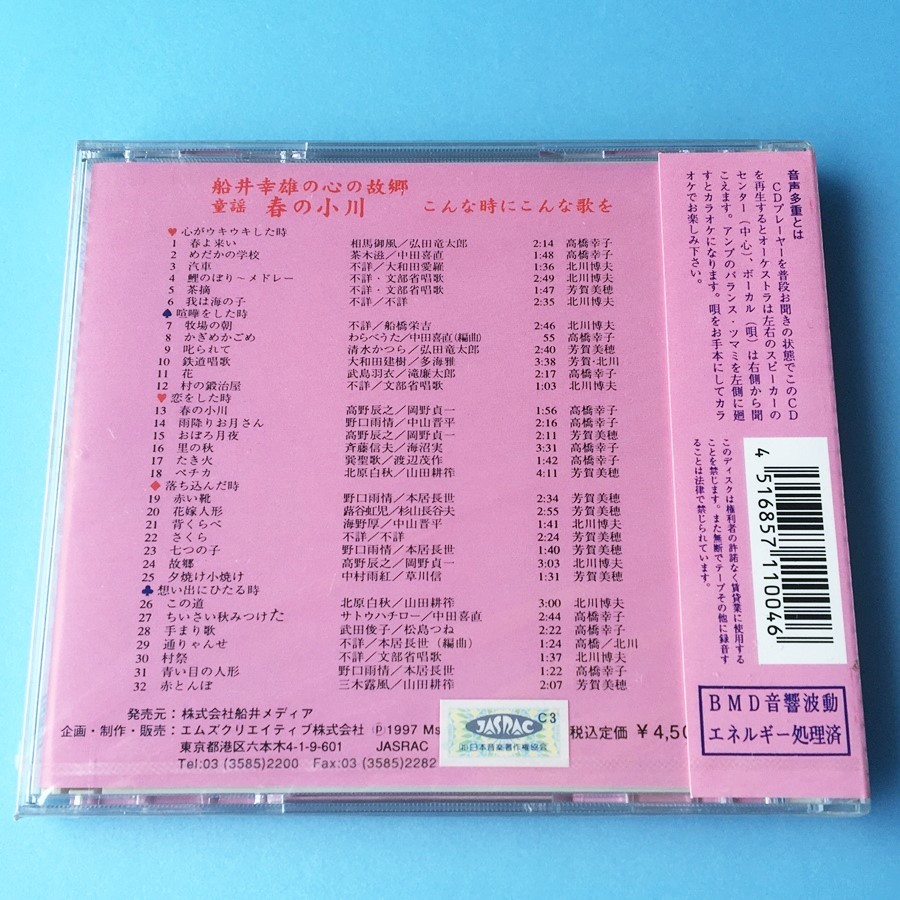 船井幸雄の心の故郷
童謡 春の小川 こんな時にこんな歌を
♥心がウキウキした時
1 春よ来い 相馬御風／弘田竜太郎 2:14 高橋幸子
2 めだかの学校 茶木滋／中田喜直 1:48 高橋幸子
3 汽車 不詳／大和田愛羅 1:36 北川博夫
4 鯉のぼり〜メドレー 不詳・文部省唱歌 2:49 北川博夫
5 茶摘 不詳・文部省唱歌 1:47 芳賀美穂
6 我は海の子 不詳／不詳 2:35 北川博夫
♠喧嘩をした時
7 牧場の朝 不詳／船橋栄吉 2:46 北川博夫
8 かごめかごめ わらべうた／中田喜直(編曲) 55 高橋幸子
9 叱られて 清水かつら／弘田竜太郎 2:40 芳賀美穂
10 鉄道唱歌 大和田建樹／多海雅 3:38 芳賀・北川
11 花 武島羽衣／滝廉太郎 2:17 高橋幸子
12 村の鍛治屋 不詳／文部省唱歌 1:03 北川博夫
♥恋をした時
13 春の小川 高野辰之／岡野貞一 1:56 高橋幸子
14 雨降りお月さん 野口雨情／中山晋平 2:16 高橋幸子
15 おぼろ月夜 高野辰之／岡野貞一 2:11 芳賀美穂
16 里の秋 斉藤信夫／海沼実 3:31 高橋幸子
17 たき火 巽聖歌／渡辺茂作 1:42 高橋幸子
18 ペチカ 北原白秋／山田耕筰 4:11 芳賀美穂
♦落ち込んだ時
19 赤い靴 野口雨情／本居長世 2:34 芳賀美穂
20 花嫁人形 蕗谷虹児／杉山長谷夫 2:55 芳賀美穂
21 背くらべ 海野厚／中山晋平 1:41 北川博夫
22 さくら 不詳／不詳 2:24 芳賀美穂
23 七つの子 野口雨情／本居長世 1:40 芳賀美穂
24 故郷 高野辰之／岡野貞一 3:03 北川博夫
25 夕焼け小焼け 中村雨紅／草川信 1:31 芳賀美穂
♣想い出にひたる時
26 この道 北原白秋／山田耕筰 3:00 北川博夫
27 ちいさい秋みつけた サトウハチロー／中田喜直 2:44 高橋幸子
28 手まり歌 武田俊子／松島つね 2:22 高橋幸子
29 通りゃんせ 不詳／本居長世（編曲） 1:24 高橋／北川
30 村祭 不詳／文部省唱歌 1:37 北川博夫
31 青い目の人形 野口雨情／本居長世 1:22 高橋幸子
32 赤とんぼ 三木露風／山田耕筰 2:07 芳賀美穂
発売元：株式会社船井メディア
企画・制作・販売：エムズクリエイティブ株式会社 ℗1997 Ms 税込定価 ¥4,50
東京都港区六本木4-1-9-601 JASRAC
Tel:03 (3585)2200 Fax:03 (3585)2282
JASRAC C3
㈳日本音楽著作権協会
音声多重とは
CDプレーヤーを普段お聞きの状態でこのCD
を再生するとオーケストラは左右のスピーカーの
センター（中心）、ボーカル（唄）は右側から聞
こえます。アンプのバランス・ツマミを左側に廻
すとカラオケになります。唄をお手本にしてカラ
オケでお楽しみ下さい。
このディスクは権利者の許諾なく賃貸業に使用する
ことを禁じます。また無断でテープその他に録音す
ることは法律で禁じられています。
4 516857 110046
BMD音響波動
エネルギー処理済